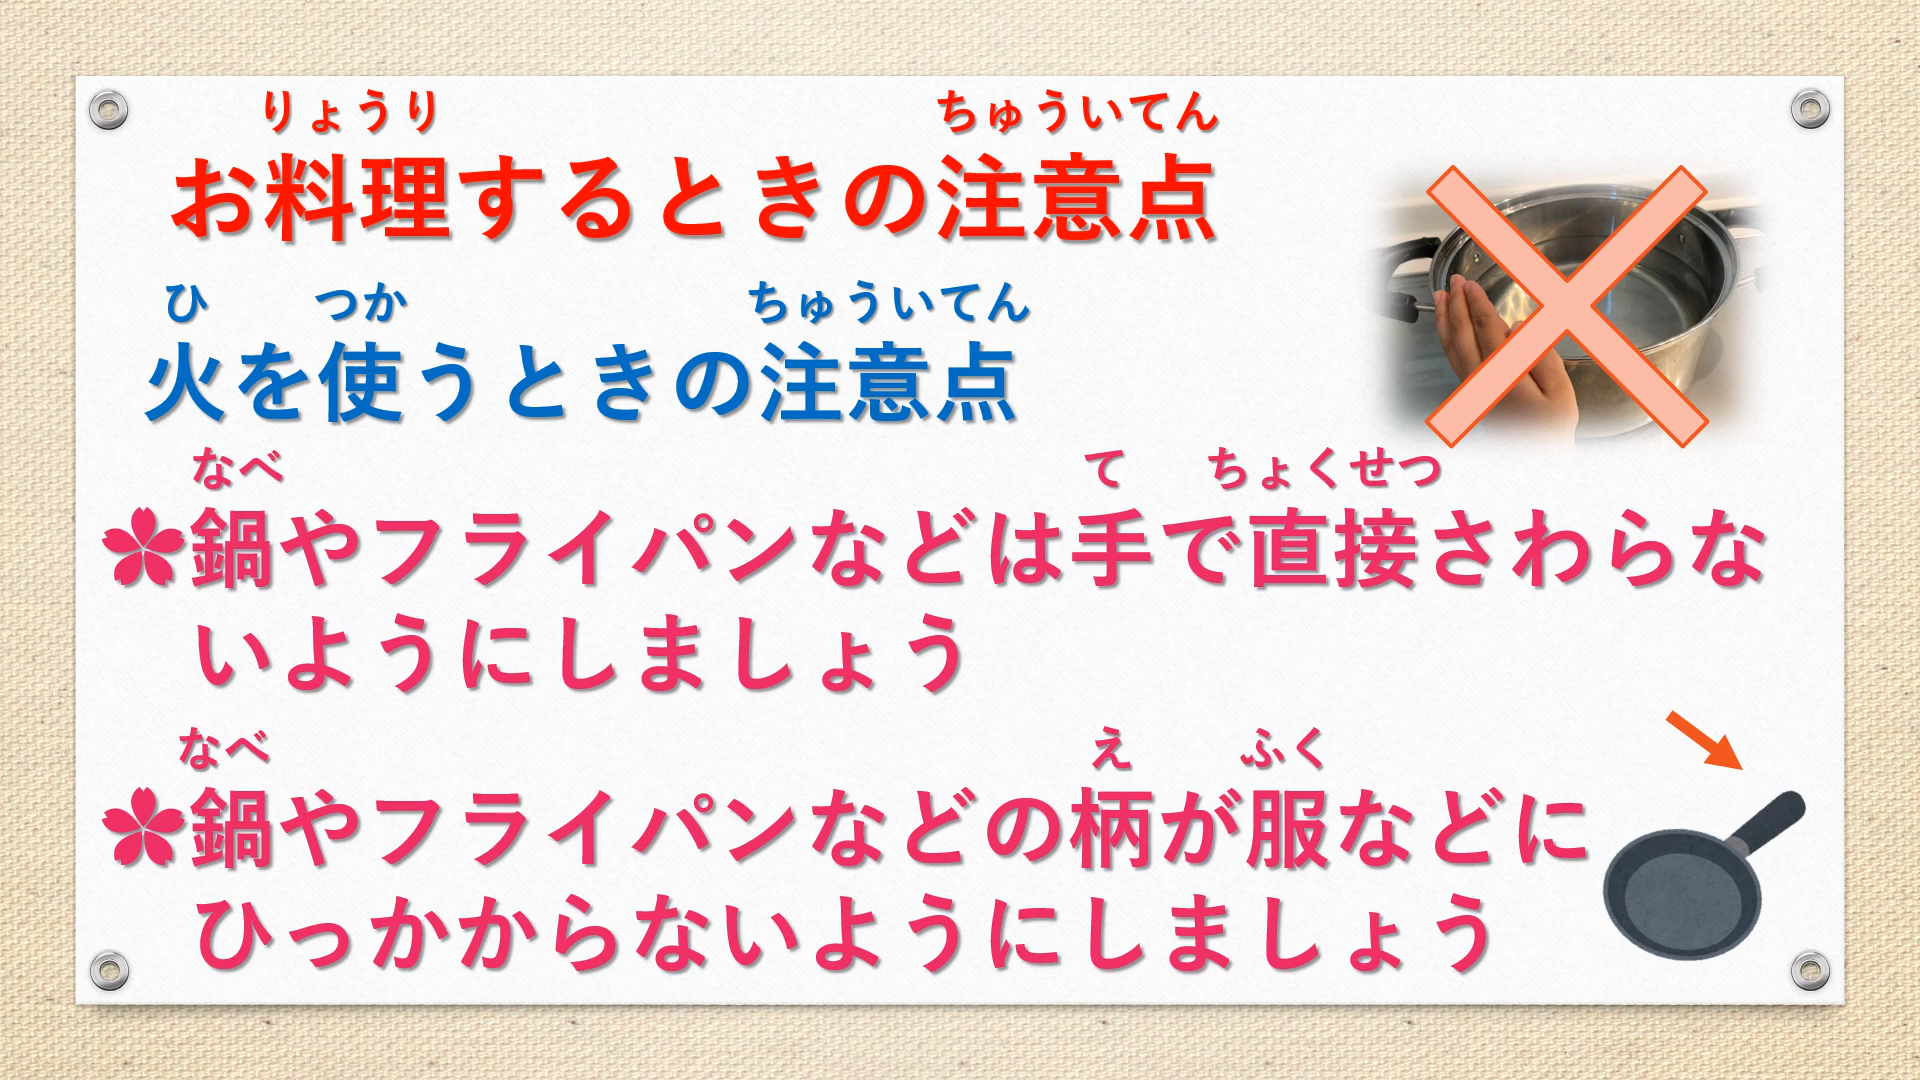 りょうり ちゅういてん
お料理するときの注意点
ひ つか ちゅういてん
火を使うときの注意点
なべ て ちょくせつ
鍋やフライパンなどは手で直接さわらな
いようにしましょう
なべ え ふく
鍋やフライパンなどの柄が服などに
ひっかからないようにしましょう